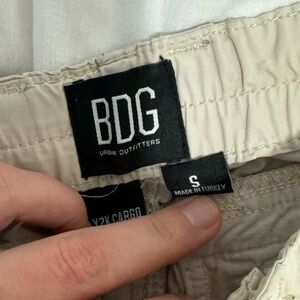 BDG
URBAN OUTFITTERS
S
MADE IN TURKEY
Y2K CARGO